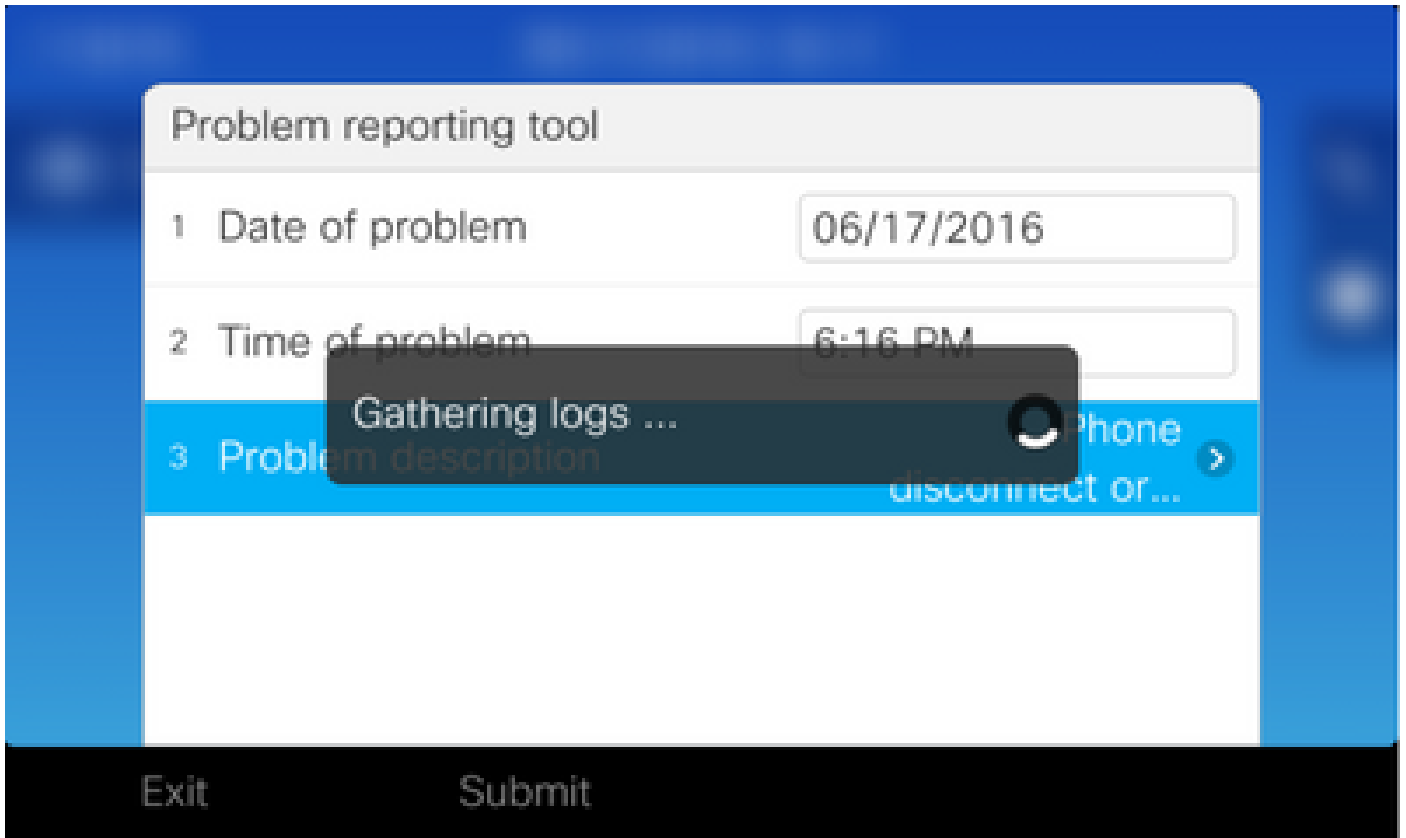 Problem reporting tool
1 Date of problem 06/17/2016
2 Time of problem 6:16 PM
Gathering logs ...
3 Problem description Phone
disconnect or...
Exit Submit